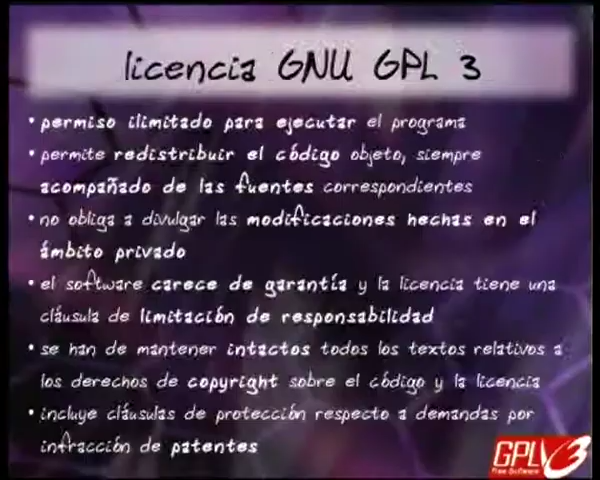 licencia GNU GPL 3
• permiso ilimitado para ejecutar el programa
• permite redistribuir el código objeto, siempre
acompañado de las fuentes correspondientes
• no obliga a divulgar las modificaciones hechas en el
ámbito privado
• el software carece de garantía y la licencia tiene una
cláusula de limitación de responsabilidad
• se han de mantener intactos todos los textos relativos a
los derechos de copyright sobre el código y la licencia
• incluye cláusulas de protección respecto a demandas por
infracción de patentes
GPLv3
Free Software